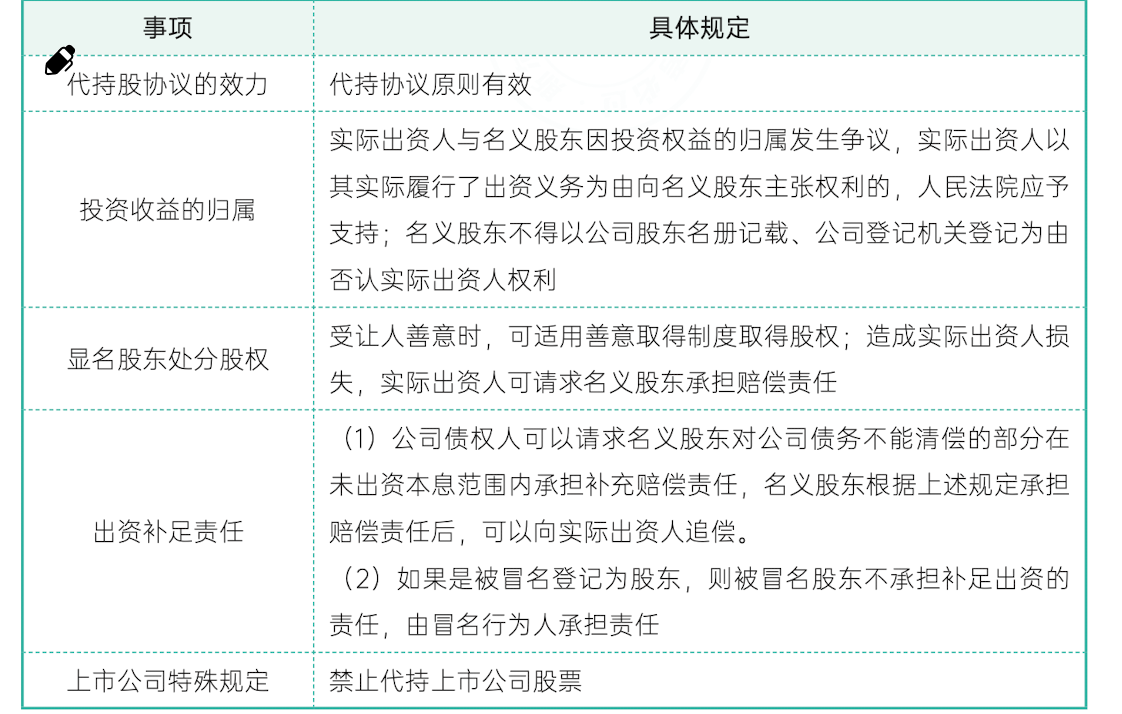 事项
具体规定
代持股协议的效力
代持协议原则有效
投资收益的归属
实际出资人与名义股东因投资权益的归属发生争议，实际出资人以
其实际履行了出资义务为由向名义股东主张权利的，人民法院应予
支持；名义股东不得以公司股东名册记载、公司登记机关登记为由
否认实际出资人权利
显名股东处分股权
受让人善意时，可适用善意取得制度取得股权；造成实际出资人损
失，实际出资人可请求名义股东承担赔偿责任
出资补足责任
（1）公司债权人可以请求名义股东对公司债务不能清偿的部分在
未出资本息范围内承担补充赔偿责任，名义股东根据上述规定承担
赔偿责任后，可以向实际出资人追偿。
（2）如果是被冒名登记为股东，则被冒名股东不承担补足出资的
责任，由冒名行为人承担责任
上市公司特殊规定
禁止代持上市公司股票